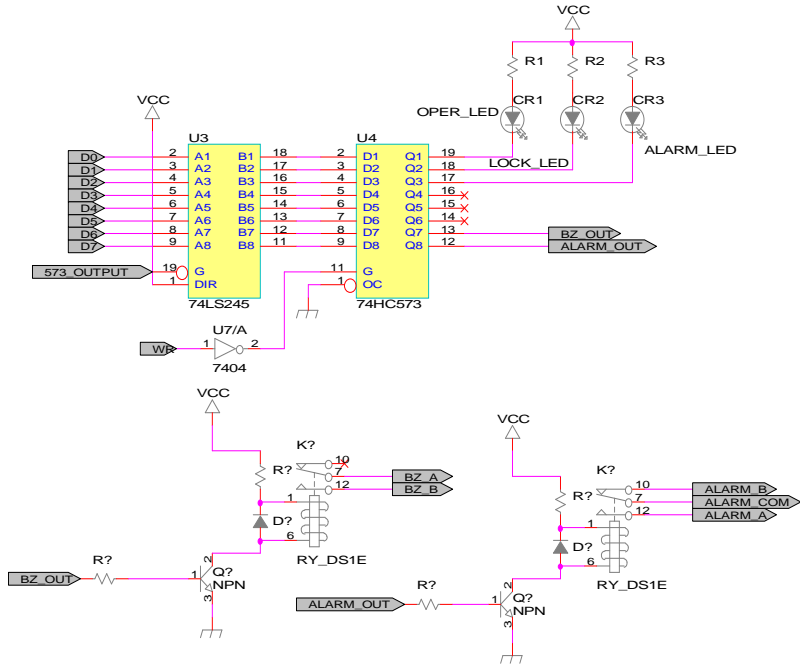 VCC
R1 R2 R3
CR1 CR2 CR3
OPER_LED
LOCK_LED
ALARM_LED
VCC
U3 U4
D0 2 A1 B1 18 2 D1 Q1 19
D1 3 A2 B2 17 3 D2 Q2 18
D2 4 A3 B3 16 4 D3 Q3 17
D3 5 A4 B4 15 5 D4 Q4 16
D4 6 A5 B5 14 6 D5 Q5 15
D5 7 A6 B6 13 7 D6 Q6 14
D6 8 A7 B7 12 8 D7 Q7 13 BZ_OUT
D7 9 A8 B8 11 9 D8 Q8 12 ALARM_OUT
573_OUTPUT 19 G 11 G
1 DIR 1 OC
74LS245 74HC573
U7/A
WR 1 2
7404
VCC
K?
R? 10
7 BZ_A
12 BZ_B
1
D?
6
RY_DS1E
R?
BZ_OUT 1 2 Q?
NPN
3
VCC
K?
R? 10 ALARM_B
7 ALARM_COM
12 ALARM_A
1
D?
6
RY_DS1E
R?
ALARM_OUT 1 2 Q?
NPN
3